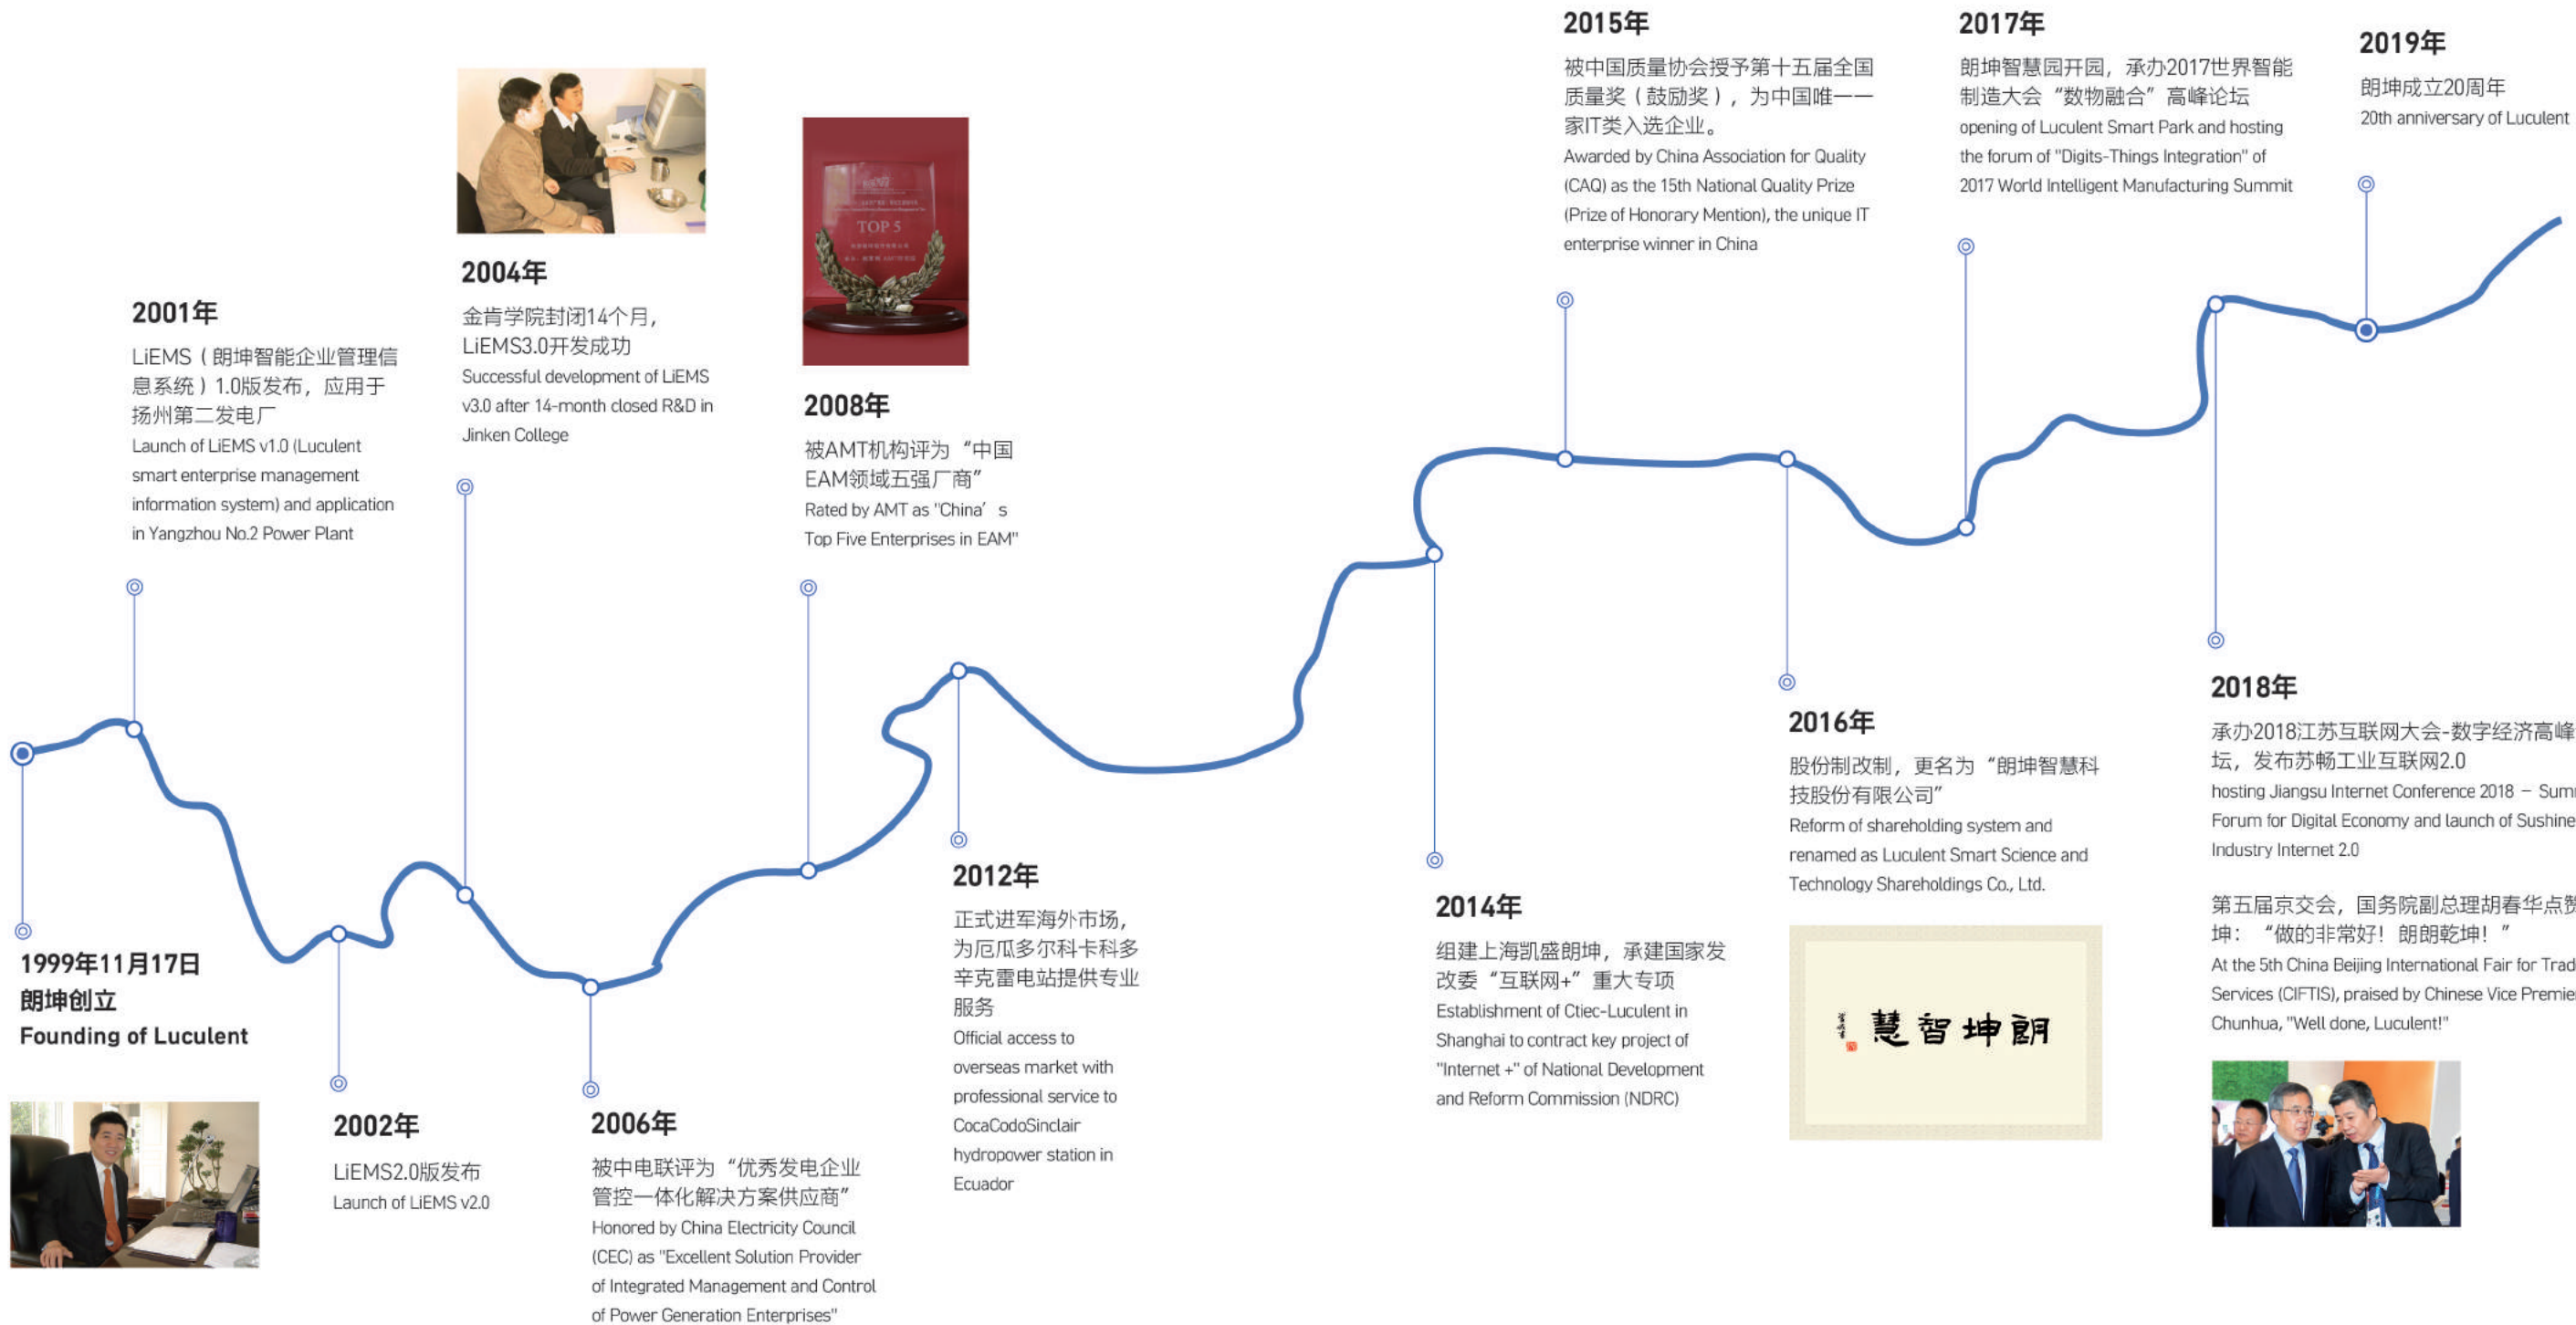 1999年11月17日
朗坤创立
Founding of Luculent
2001年
LiEMS（朗坤智能企业管理信
息系统）1.0版发布，应用于
扬州第二发电厂
Launch of LiEMS v1.0 (Luculent
smart enterprise management
information system) and application
in Yangzhou No.2 Power Plant
2002年
LiEMS2.0版发布
Launch of LiEMS v2.0
2004年
金肯学院封闭14个月，
LiEMS3.0开发成功
Successful development of LiEMS
v3.0 after 14-month closed R&D in
Jinken College
2006年
被中电联评为“优秀发电企业
管控一体化解决方案供应商”
Honored by China Electricity Council
(CEC) as "Excellent Solution Provider
of Integrated Management and Control
of Power Generation Enterprises"
TOP 5
2008年
被AMT机构评为“中国
EAM领域五强厂商”
Rated by AMT as "China’s
Top Five Enterprises in EAM"
2012年
正式进军海外市场，
为厄瓜多尔科卡科多
辛克雷电站提供专业
服务
Official access to
overseas market with
professional service to
CocaCodoSinclair
hydropower station in
Ecuador
2014年
组建上海凯盛朗坤，承建国家发
改委“互联网+”重大专项
Establishment of Ctiec-Luculent in
Shanghai to contract key project of
"Internet +" of National Development
and Reform Commission (NDRC)
2015年
被中国质量协会授予第十五届全国
质量奖（鼓励奖），为中国唯一一
家IT类入选企业。
Awarded by China Association for Quality
(CAQ) as the 15th National Quality Prize
(Prize of Honorary Mention), the unique IT
enterprise winner in China
2016年
股份制改制，更名为“朗坤智慧科
技股份有限公司”
Reform of shareholding system and
renamed as Luculent Smart Science and
Technology Shareholdings Co., Ltd.
慧智坤朗
2017年
朗坤智慧园开园，承办2017世界智能
制造大会“数物融合”高峰论坛
opening of Luculent Smart Park and hosting
the forum of "Digits-Things Integration" of
2017 World Intelligent Manufacturing Summit
2018年
承办2018江苏互联网大会-数字经济高峰
坛，发布苏畅工业互联网2.0
hosting Jiangsu Internet Conference 2018 – Sum
Forum for Digital Economy and launch of Sushine
Industry Internet 2.0
第五届京交会，国务院副总理胡春华点赞
坤：“做的非常好！朗朗乾坤！”
At the 5th China Beijing International Fair for Trad
Services (CIFTIS), praised by Chinese Vice Premie
Chunhua, "Well done, Luculent!"
2019年
朗坤成立20周年
20th anniversary of Luculent